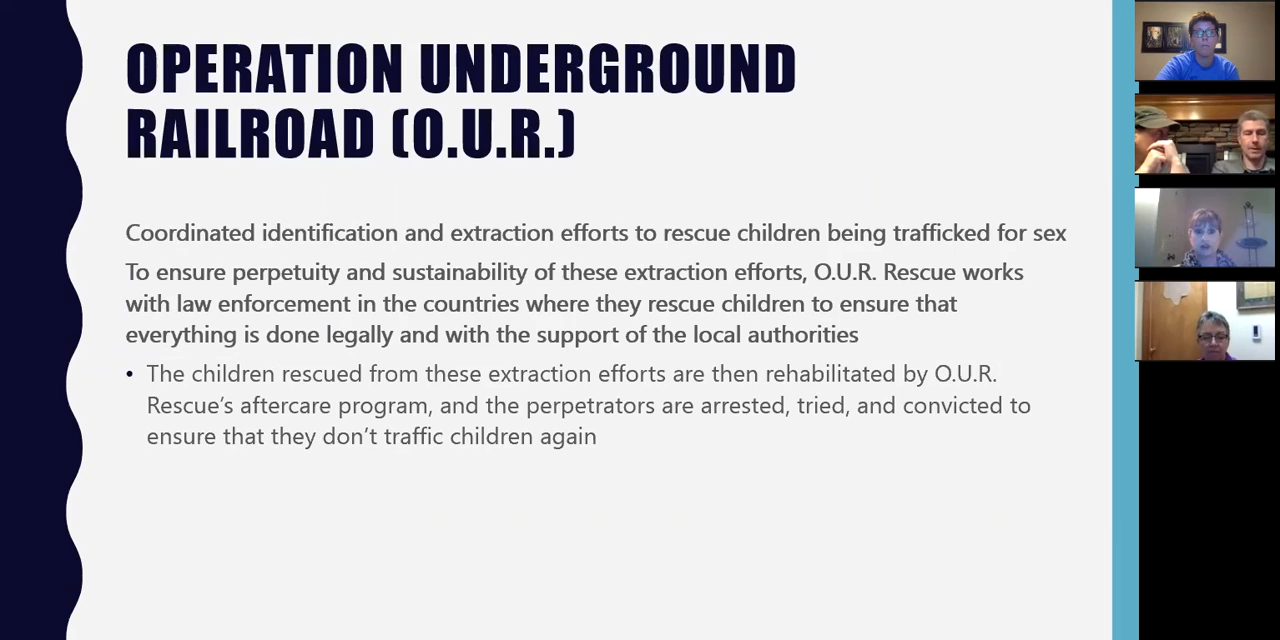 OPERATION UNDERGROUND
RAILROAD (O.U.R.)
Coordinated identification and extraction efforts to rescue children being trafficked for sex
To ensure perpetuity and sustainability of these extraction efforts, O.U.R. Rescue works
with law enforcement in the countries where they rescue children to ensure that
everything is done legally and with the support of the local authorities
• The children rescued from these extraction efforts are then rehabilitated by O.U.R.
Rescue’s aftercare program, and the perpetrators are arrested, tried, and convicted to
ensure that they don’t traffic children again